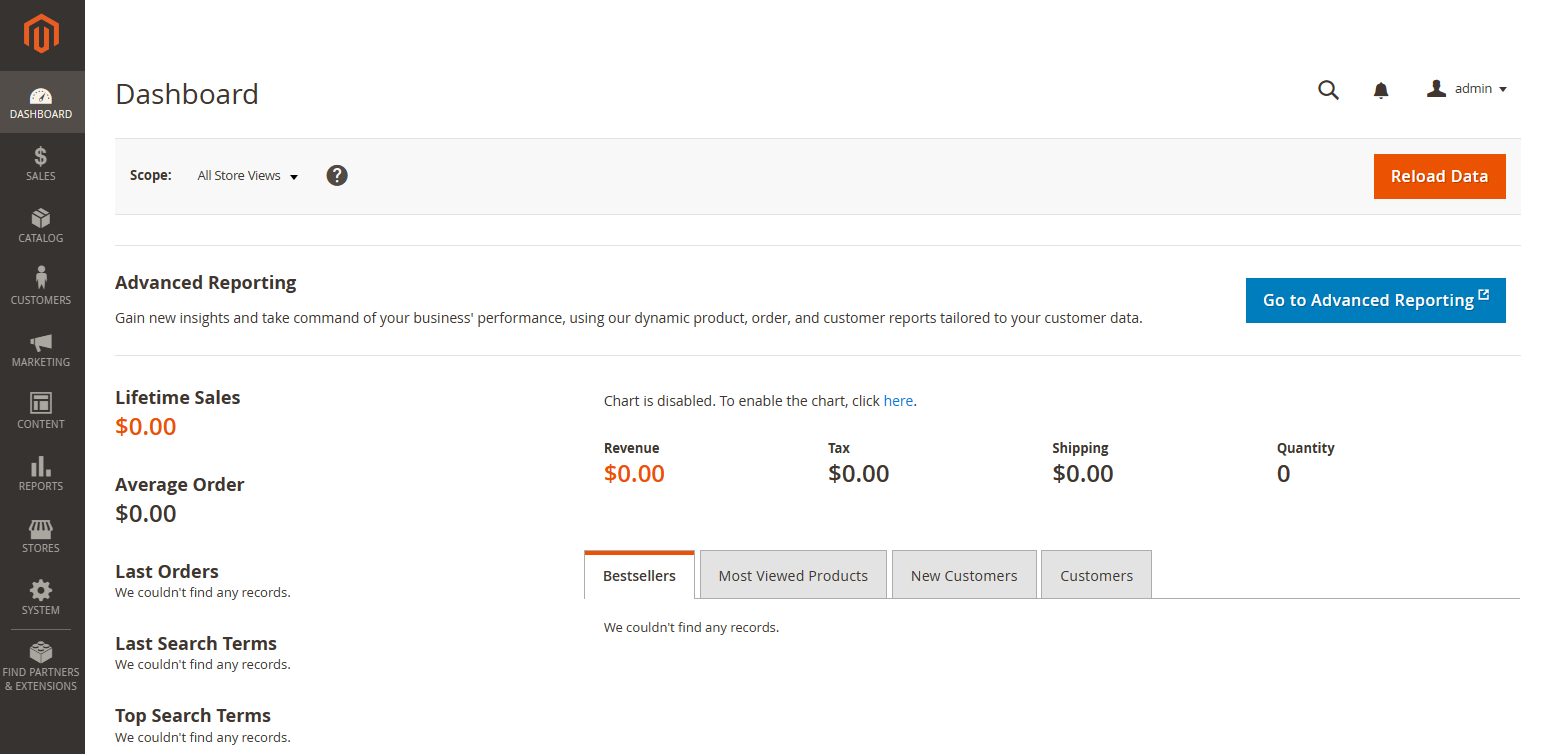 Dashboard
admin
DASHBOARD
SALES
CATALOG
CUSTOMERS
MARKETING
CONTENT
REPORTS
STORES
SYSTEM
FIND PARTNERS
& EXTENSIONS
Scope: All Store Views ?
Reload Data
Advanced Reporting
Gain new insights and take command of your business' performance, using our dynamic product, order, and customer reports tailored to your customer data.
Go to Advanced Reporting
Lifetime Sales
$0.00
Average Order
$0.00
Last Orders
We couldn't find any records.
Last Search Terms
We couldn't find any records.
Top Search Terms
We couldn't find any records.
Chart is disabled. To enable the chart, click here.
Revenue Tax Shipping Quantity
$0.00 $0.00 $0.00 0
Bestsellers Most Viewed Products New Customers Customers
We couldn't find any records.